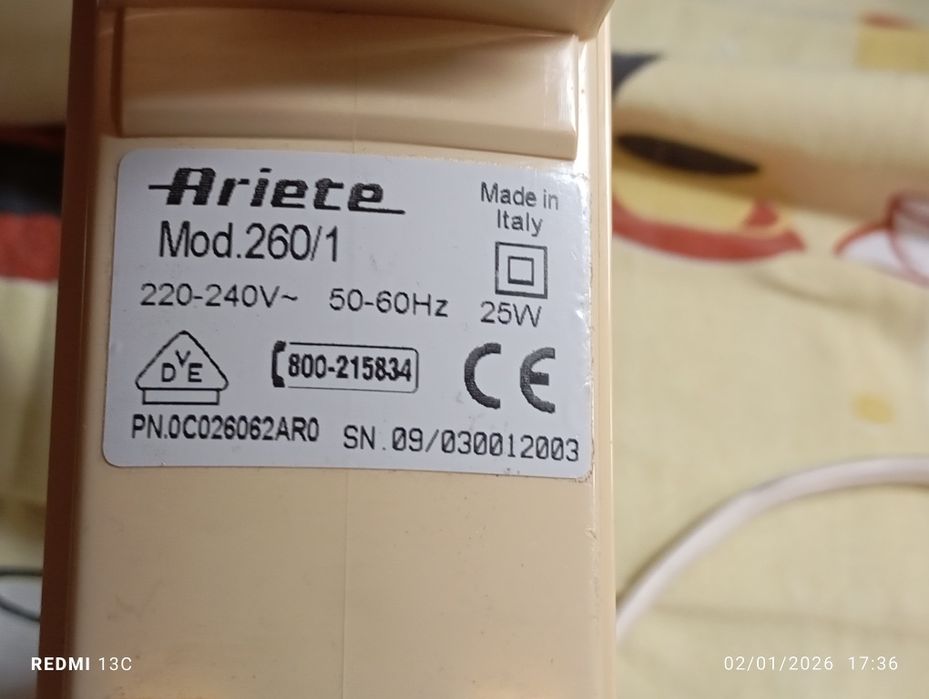 Ariete
Made in
Italy
Mod.260/1
220-240V~ 50-60Hz 25W
DVE
800-215834
CE
PN.0C026062AR0 SN.09/030012003
REDMI 13C
02/01/2026 17:36